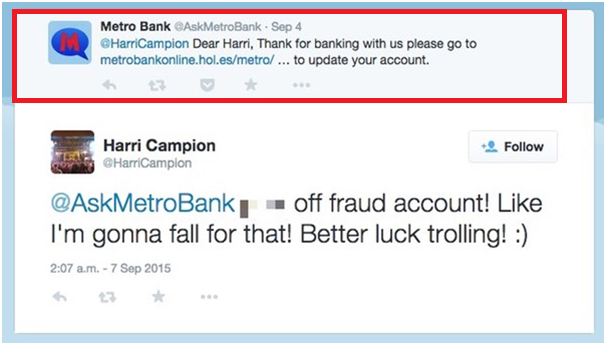 M
Metro Bank @AskMetroBank · Sep 4
@HarriCampion Dear Harri, Thank for banking with us please go to
metrobankonline.hol.es/metro/ ... to update your account.
Harri Campion
@HarriCampion
Follow
@AskMetroBank off fraud account! Like
I'm gonna fall for that! Better luck trolling! :)
2:07 a.m. - 7 Sep 2015